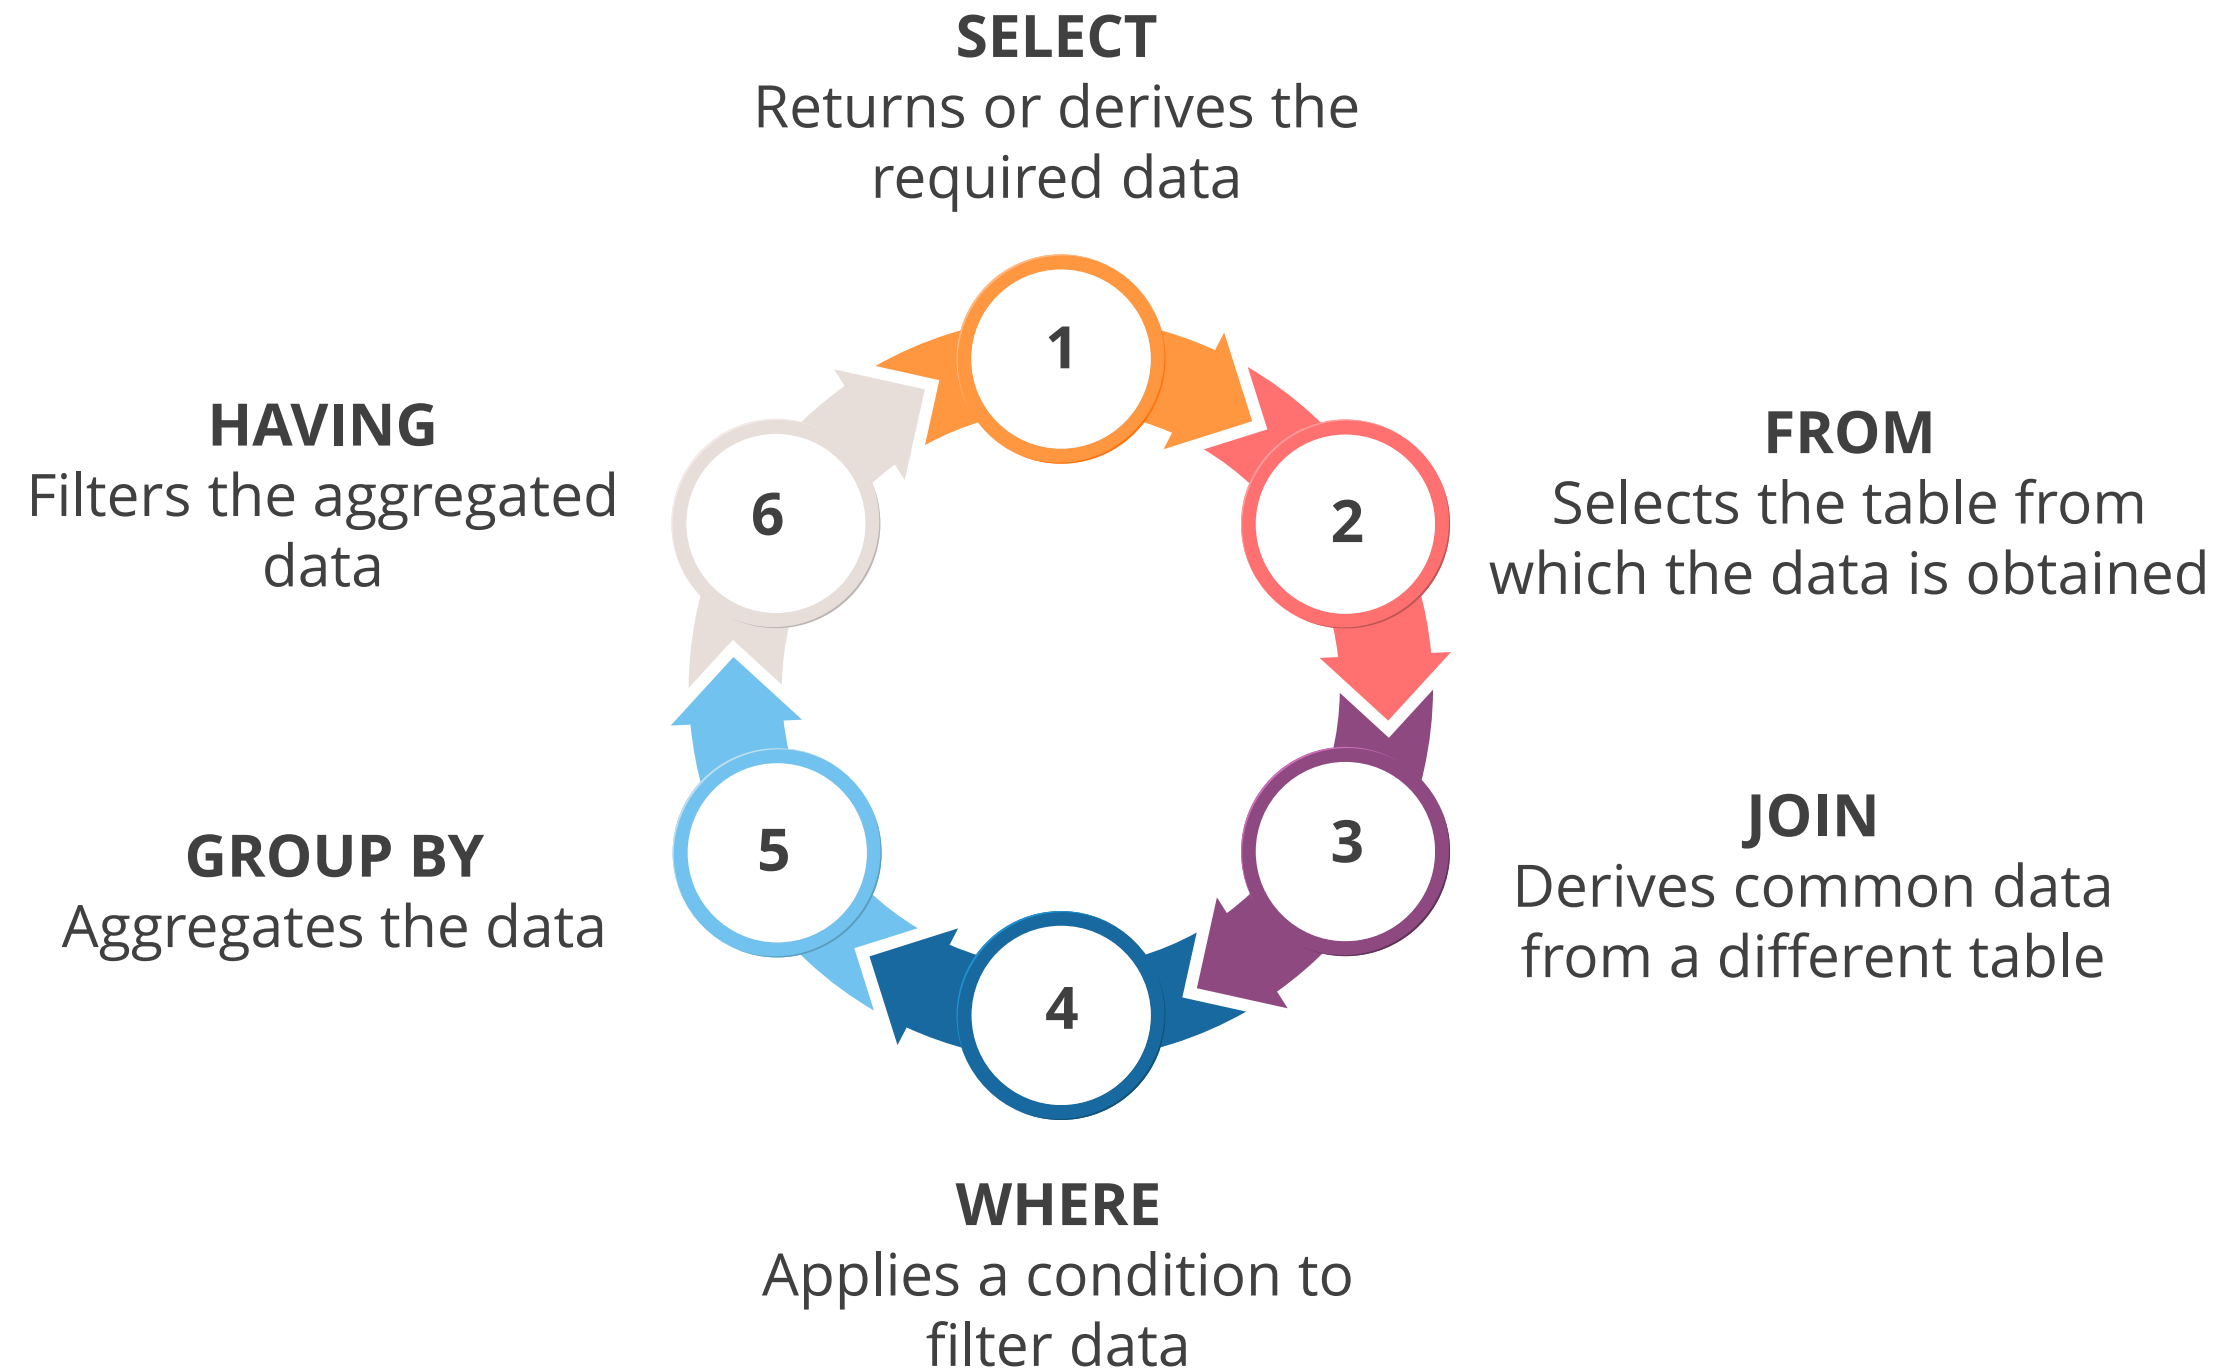 SELECT
Returns or derives the
required data
1
FROM
Selects the table from
which the data is obtained
2
JOIN
Derives common data
from a different table
3
WHERE
Applies a condition to
filter data
4
GROUP BY
Aggregates the data
5
HAVING
Filters the aggregated
data
6